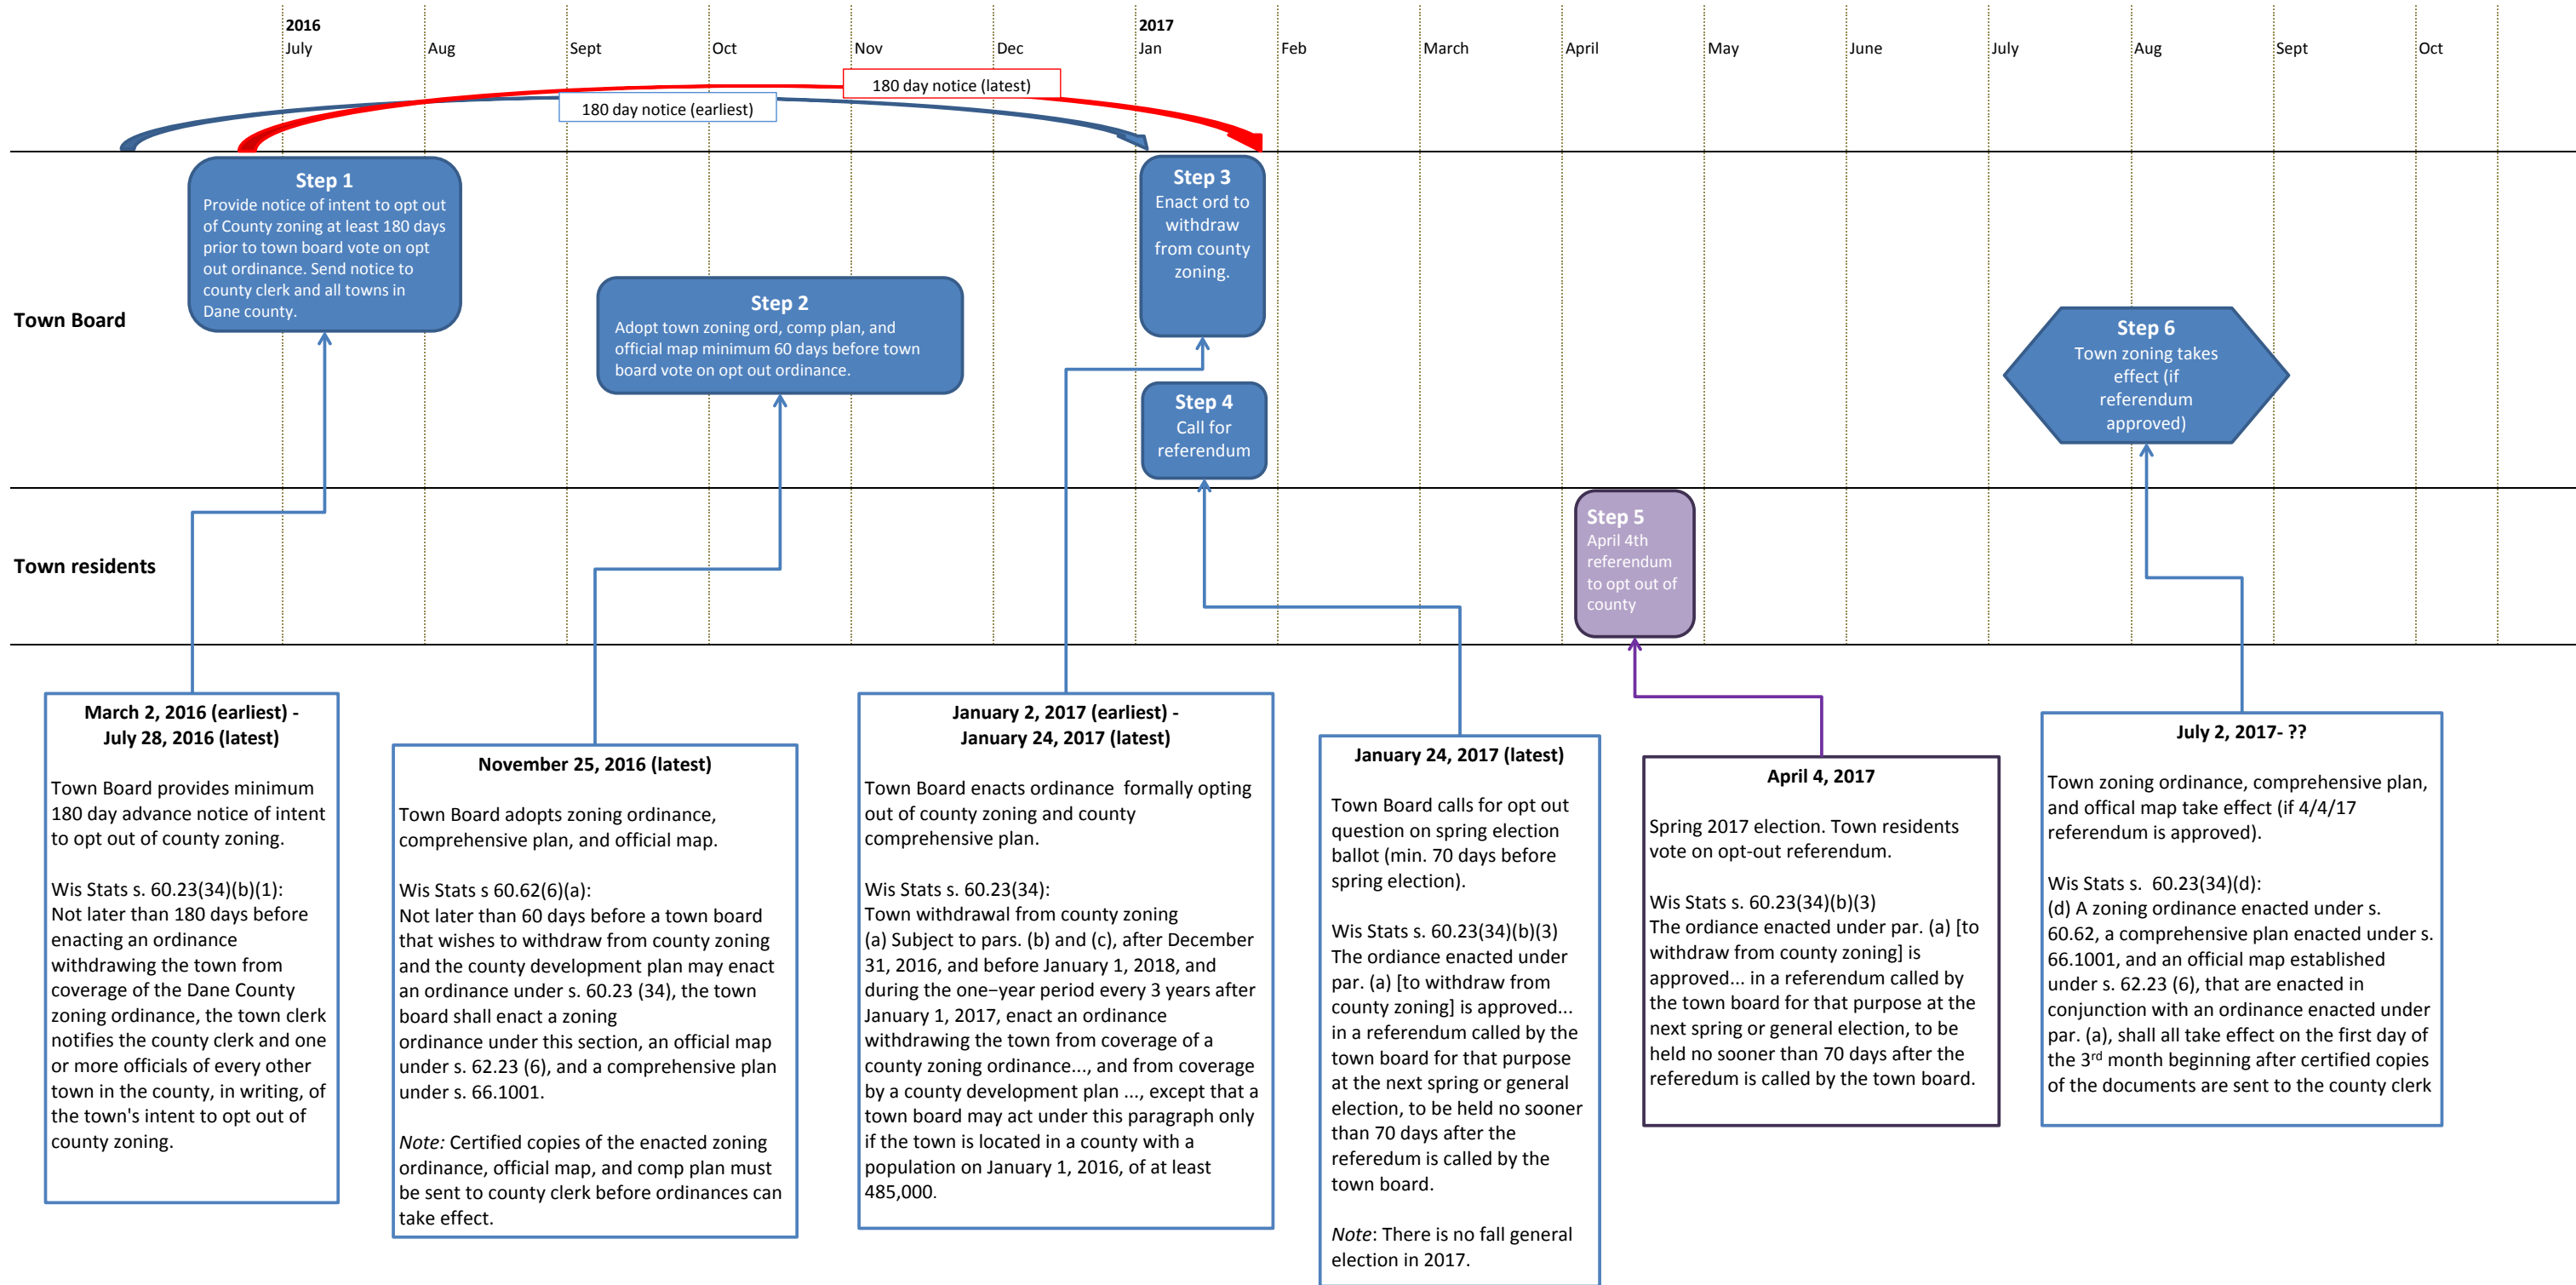 2016
July
Aug
Sept
Oct
Nov
Dec
2017
Jan
Feb
March
April
May
June
July
Aug
Sept
Oct
180 day notice (latest)
180 day notice (earliest)
Town Board
Step 1
Provide notice of intent to opt out
of County zoning at least 180 days
prior to town board vote on opt
out ordinance. Send notice to
county clerk and all towns in
Dane county.
Step 2
Adopt town zoning ord, comp plan, and
official map minimum 60 days before town
board vote on opt out ordinance.
Step 3
Enact ord to
withdraw
from county
zoning.
Step 4
Call for
referendum
Step 6
Town zoning takes
effect (if
referendum
approved)
Town residents
Step 5
April 4th
referendum
to opt out of
county
March 2, 2016 (earliest) -
July 28, 2016 (latest)
Town Board provides minimum
180 day advance notice of intent
to opt out of county zoning.
Wis Stats s. 60.23(34)(b)(1):
Not later than 180 days before
enacting an ordinance
withdrawing the town from
coverage of the Dane County
zoning ordinance, the town clerk
notifies the county clerk and one
or more officials of every other
town in the county, in writing, of
the town's intent to opt out of
county zoning.
November 25, 2016 (latest)
Town Board adopts zoning ordinance,
comprehensive plan, and official map.
Wis Stats s 60.62(6)(a):
Not later than 60 days before a town board
that wishes to withdraw from county zoning
and the county development plan may enact
an ordinance under s. 60.23 (34), the town
board shall enact a zoning
ordinance under this section, an official map
under s. 62.23 (6), and a comprehensive plan
under s. 66.1001.
Note: Certified copies of the enacted zoning
ordinance, official map, and comp plan must
be sent to county clerk before ordinances can
take effect.
January 2, 2017 (earliest) -
January 24, 2017 (latest)
Town Board enacts ordinance formally opting
out of county zoning and county
comprehensive plan.
Wis Stats s. 60.23(34):
Town withdrawal from county zoning
(a) Subject to pars. (b) and (c), after December
31, 2016, and before January 1, 2018, and
during the one−year period every 3 years after
January 1, 2017, enact an ordinance
withdrawing the town from coverage of a
county zoning ordinance..., and from coverage
by a county development plan ..., except that a
town board may act under this paragraph only
if the town is located in a county with a
population on January 1, 2016, of at least
485,000.
January 24, 2017 (latest)
Town Board calls for opt out
question on spring election
ballot (min. 70 days before
spring election).
Wis Stats s. 60.23(34)(b)(3)
The ordiance enacted under
par. (a) [to withdraw from
county zoning] is approved...
in a referendum called by the
town board for that purpose
at the next spring or general
election, to be held no sooner
than 70 days after the
referedum is called by the
town board.
Note: There is no fall general
election in 2017.
April 4, 2017
Spring 2017 election. Town residents
vote on opt-out referendum.
Wis Stats s. 60.23(34)(b)(3)
The ordiance enacted under par. (a) [to
withdraw from county zoning] is
approved... in a referendum called by
the town board for that purpose at the
next spring or general election, to be
held no sooner than 70 days after the
referedum is called by the town board.
July 2, 2017- ??
Town zoning ordinance, comprehensive plan,
and offical map take effect (if 4/4/17
referendum is approved).
Wis Stats s. 60.23(34)(d):
(d) A zoning ordinance enacted under s.
60.62, a comprehensive plan enacted under s.
66.1001, and an official map established
under s. 62.23 (6), that are enacted in
conjunction with an ordinance enacted under
par. (a), shall all take effect on the first day of
the 3rd month beginning after certified copies
of the documents are sent to the county clerk